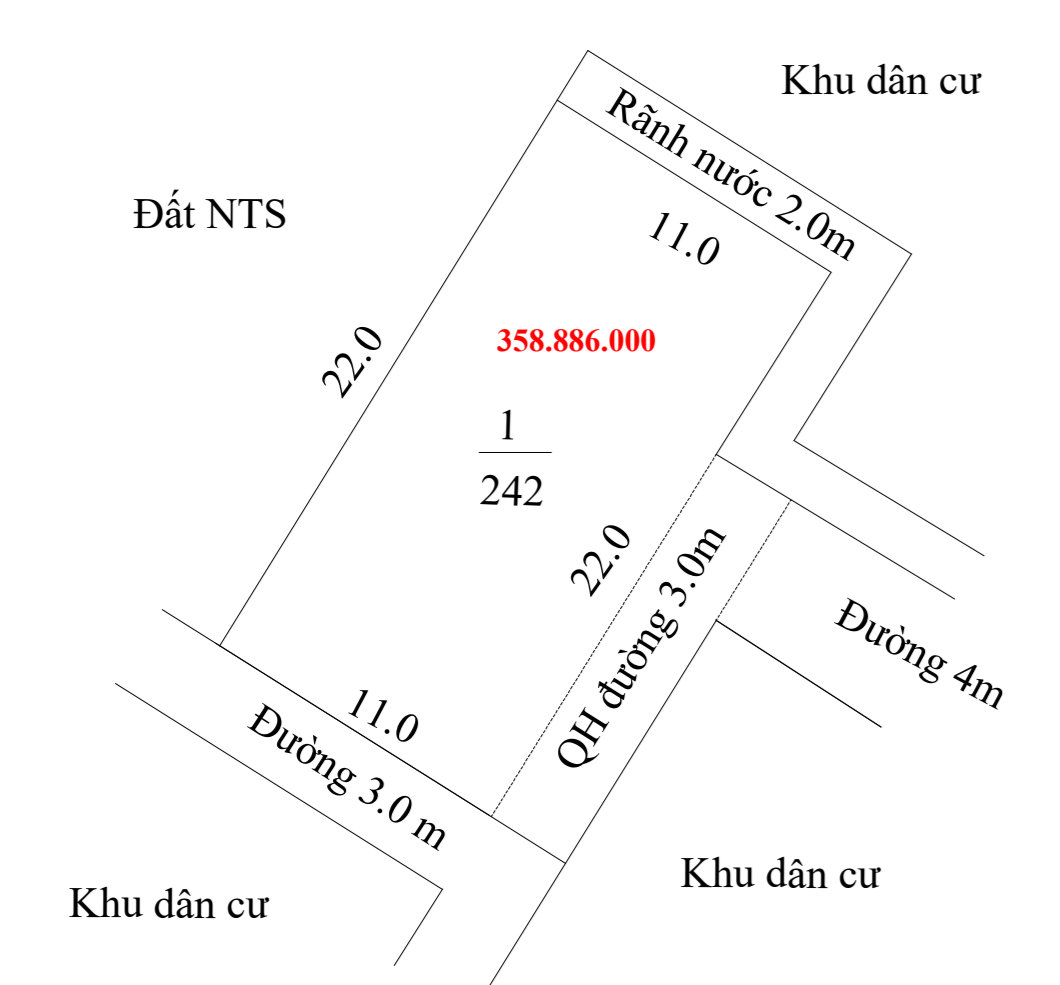 Khu dân cư
Rãnh nước 2.0m
Đất NTS
11.0
358.886.000
22.0
1
242
22.0
QH đường 3.0m
Đường 4m
11.0
Đường 3.0 m
Khu dân cư
Khu dân cư